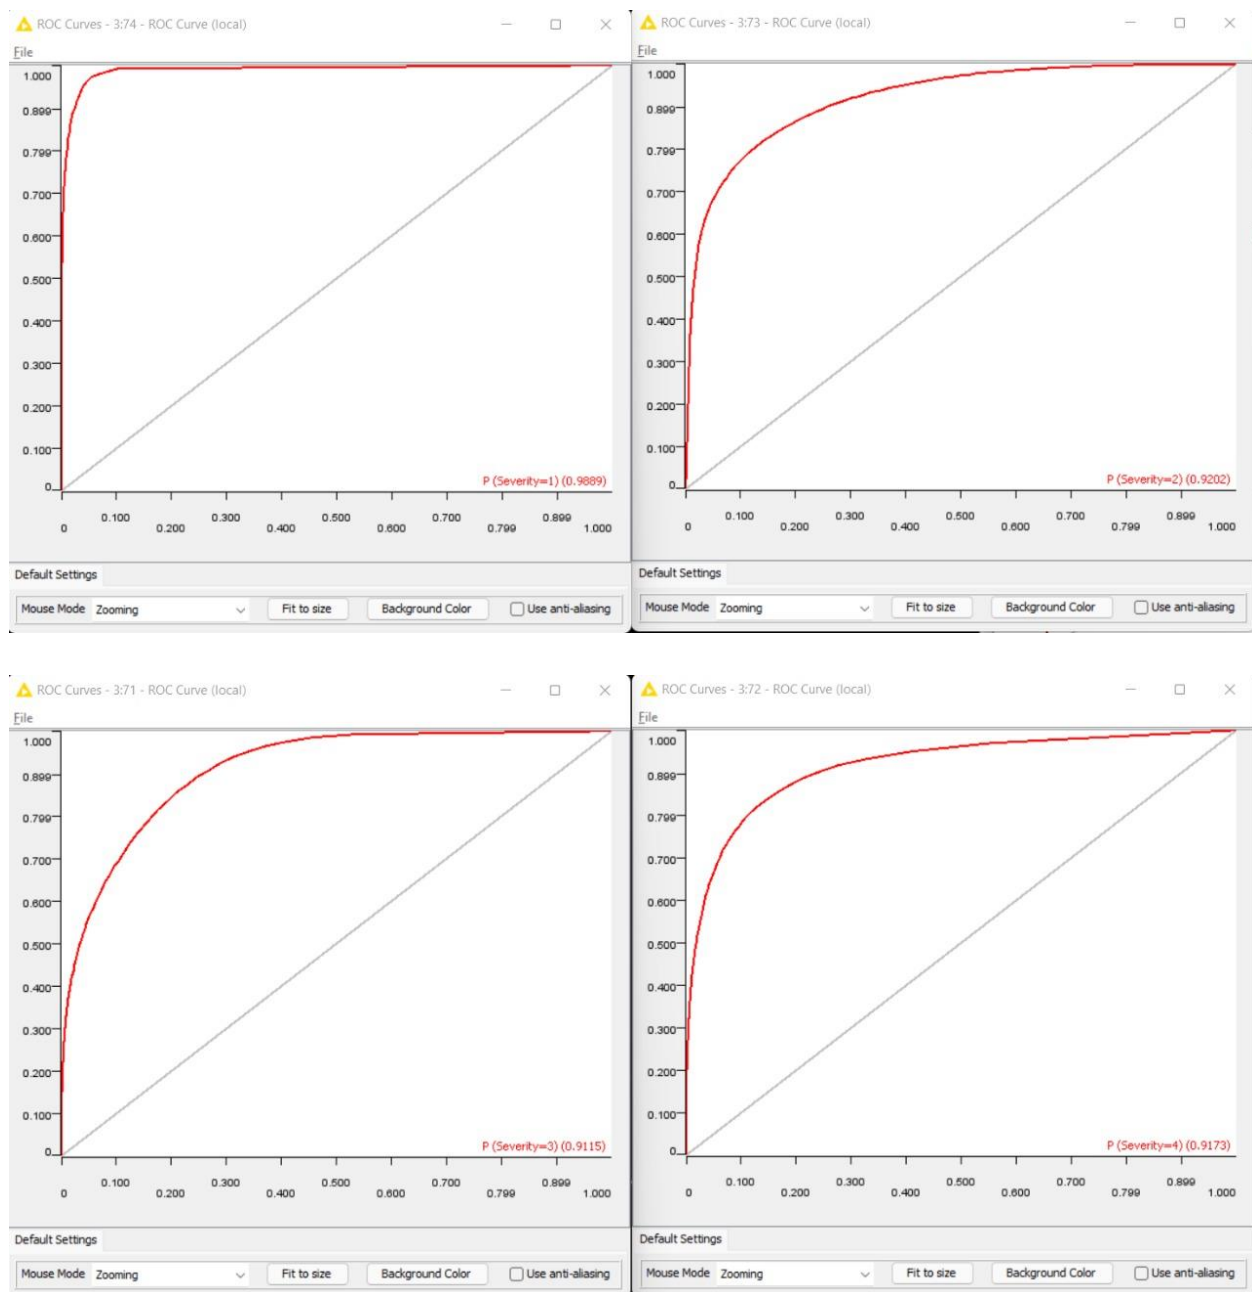 ROC Curves - 3:74 - ROC Curve (local)
File
1.000
0.899
0.799
0.700
0.600
0.500
0.400
0.300
0.200
0.100
0
P (Severity=1) (0.9889)
0.100 0.300 0.500 0.700 0.899
0 0.200 0.400 0.600 0.799 1.000
Default Settings
Mouse Mode Zooming Fit to size Background Color Use anti-aliasing
ROC Curves - 3:73 - ROC Curve (local)
File
1.000
0.899
0.799
0.700
0.600
0.500
0.400
0.300
0.200
0.100
0
P (Severity=2) (0.9202)
0.100 0.300 0.500 0.700 0.899
0 0.200 0.400 0.600 0.799 1.000
Default Settings
Mouse Mode Zooming Fit to size Background Color Use anti-aliasing
ROC Curves - 3:71 - ROC Curve (local)
File
1.000
0.899
0.799
0.700
0.600
0.500
0.400
0.300
0.200
0.100
0
P (Severity=3) (0.9115)
0.100 0.300 0.500 0.700 0.899
0 0.200 0.400 0.600 0.799 1.000
Default Settings
Mouse Mode Zooming Fit to size Background Color Use anti-aliasing
ROC Curves - 3:72 - ROC Curve (local)
File
1.000
0.899
0.799
0.700
0.600
0.500
0.400
0.300
0.200
0.100
0
P (Severity=4) (0.9173)
0.100 0.300 0.500 0.700 0.899
0 0.200 0.400 0.600 0.799 1.000
Default Settings
Mouse Mode Zooming Fit to size Background Color Use anti-aliasing